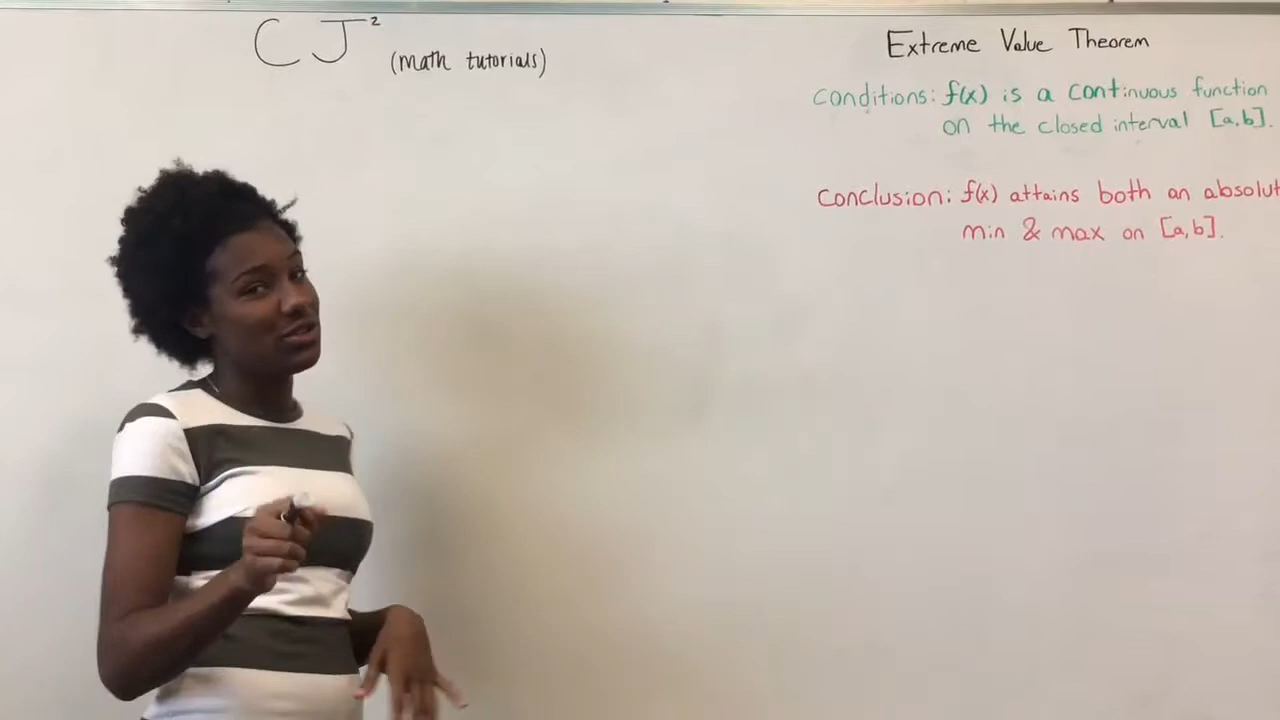 CJ²
(math tutorials)
Extreme Value Theorem
conditions: f(x) is a continuous function
on the closed interval [a,b].
conclusion: f(x) attains both an absolut
min & max on [a,b].